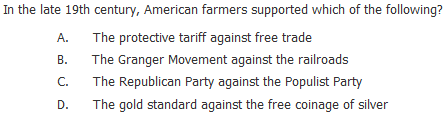 In the late 19th century, American farmers supported which of the following?
A. The protective tariff against free trade
B. The Granger Movement against the railroads
C. The Republican Party against the Populist Party
D. The gold standard against the free coinage of silver